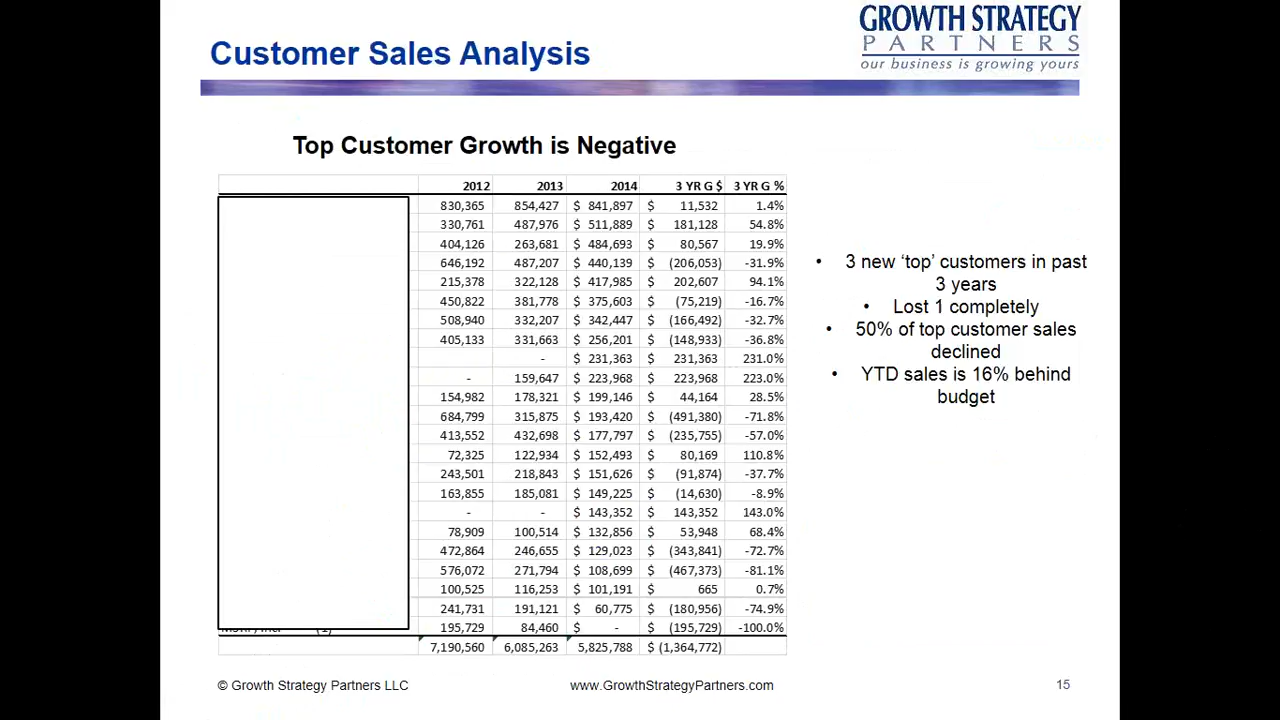 GROWTH STRATEGY
PARTNERS
our business is growing yours
Customer Sales Analysis
Top Customer Growth is Negative
2012 2013 2014 3 YR G $ 3 YR G %
830,365 854,427 $ 841,897 $ 11,532 1.4%
330,761 487,976 $ 511,889 $ 181,128 54.8%
404,126 263,681 $ 484,693 $ 80,567 19.9%
646,192 487,207 $ 440,139 $ (206,053) -31.9%
215,378 322,128 $ 417,985 $ 202,607 94.1%
450,822 381,778 $ 375,603 $ (75,219) -16.7%
508,940 332,207 $ 342,447 $ (166,492) -32.7%
405,133 331,663 $ 256,201 $ (148,933) -36.8%
- $ 231,363 $ 231,363 231.0%
- 159,647 $ 223,968 $ 223,968 223.0%
154,982 178,321 $ 199,146 $ 44,164 28.5%
684,799 315,875 $ 193,420 $ (491,380) -71.8%
413,552 432,698 $ 177,797 $ (235,755) -57.0%
72,325 122,934 $ 152,493 $ 80,169 110.8%
243,501 218,843 $ 151,626 $ (91,874) -37.7%
163,855 185,081 $ 149,225 $ (14,630) -8.9%
- - $ 143,352 $ 143,352 143.0%
78,909 100,514 $ 132,856 $ 53,948 68.4%
472,864 246,655 $ 129,023 $ (343,841) -72.7%
576,072 271,794 $ 108,699 $ (467,373) -81.1%
100,525 116,253 $ 101,191 $ 665 0.7%
241,731 191,121 $ 60,775 $ (180,956) -74.9%
195,729 84,460 $ - $ (195,729) -100.0%
7,190,560 6,085,263 5,825,788 $ (1,364,772)
• 3 new ‘top’ customers in past
3 years
• Lost 1 completely
• 50% of top customer sales
declined
• YTD sales is 16% behind
budget
© Growth Strategy Partners LLC www.GrowthStrategyPartners.com 15